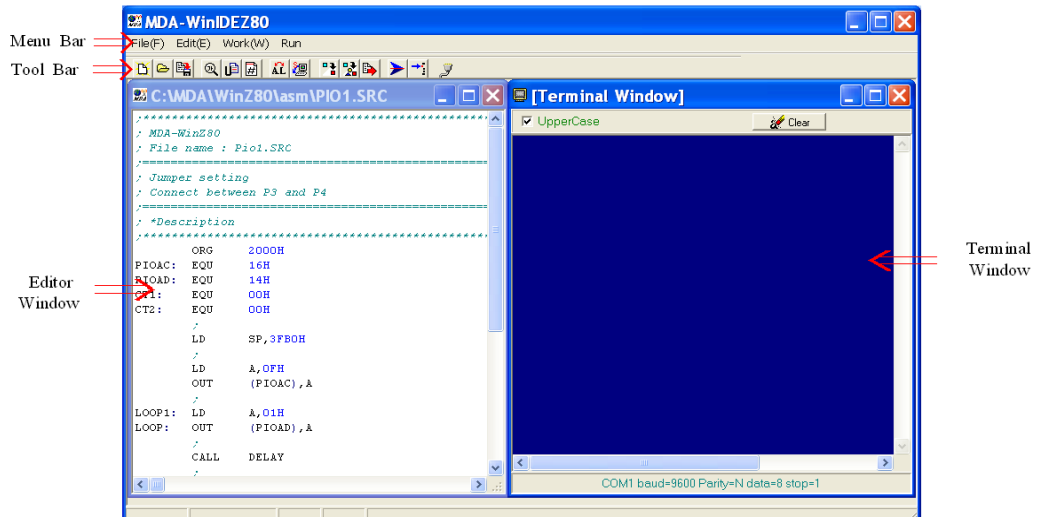 MDA-WinIDEZ80
Menu Bar
File(F) Edit(E) Work(W) Run
Tool Bar
C:\MDA\WinZ80\asm\PIO1.SRC
;************************************************
; MDA-WinZ80
; File name : Pio1.SRC
;================================================
; Jumper setting
; Connect between P3 and P4
;================================================
; *Description
;************************************************
ORG 2000H
PIOAC: EQU 16H
PIOAD: EQU 14H
CT1: EQU 00H
CT2: EQU 00H
;
LD SP,3FB0H
;
LD A,0FH
OUT (PIOAC),A
;
LOOP1: LD A,01H
LOOP: OUT (PIOAD),A
;
CALL DELAY
;
Editor
Window
[Terminal Window]
UpperCase
Clear
COM1 baud=9600 Parity=N data=8 stop=1
Terminal
Window